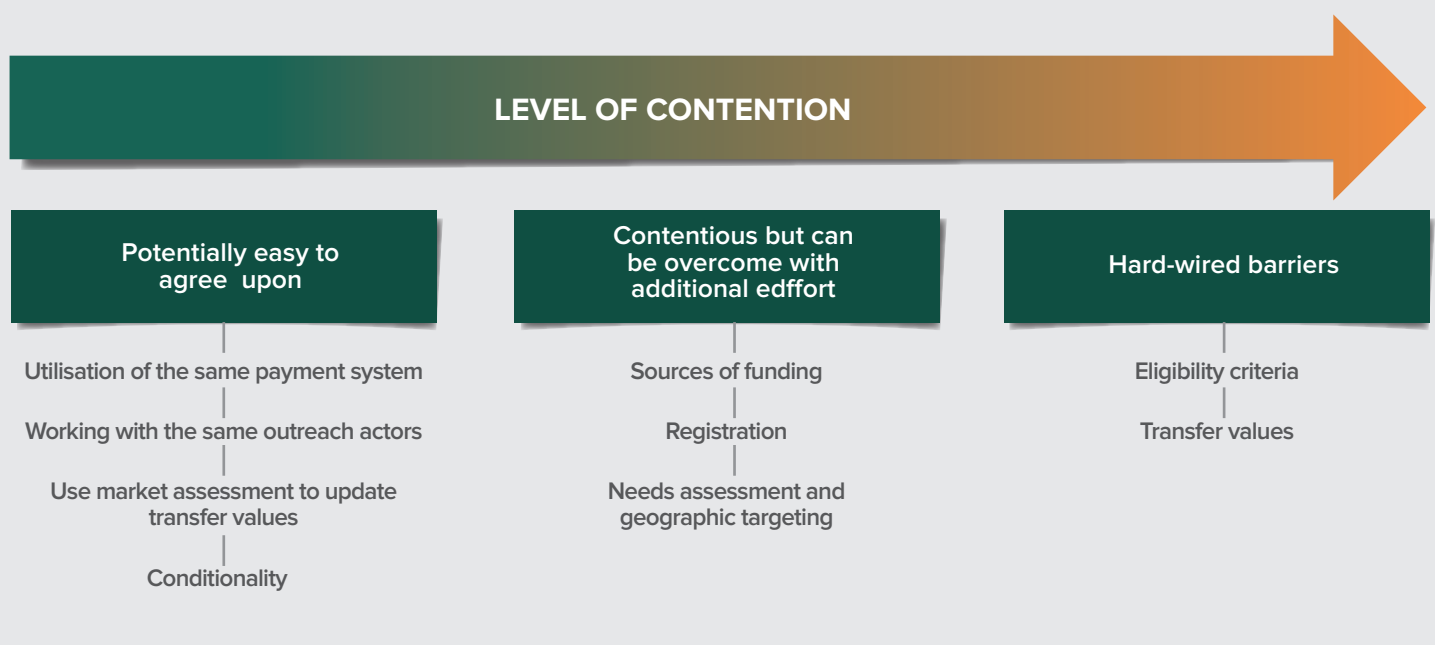 LEVEL OF CONTENTION
Potentially easy to
agree upon
Utilisation of the same payment system
Working with the same outreach actors
Use market assessment to update
transfer values
Conditionality
Contentious but can
be overcome with
additional edffort
Sources of funding
Registration
Needs assessment and
geographic targeting
Hard-wired barriers
Eligibility criteria
Transfer values